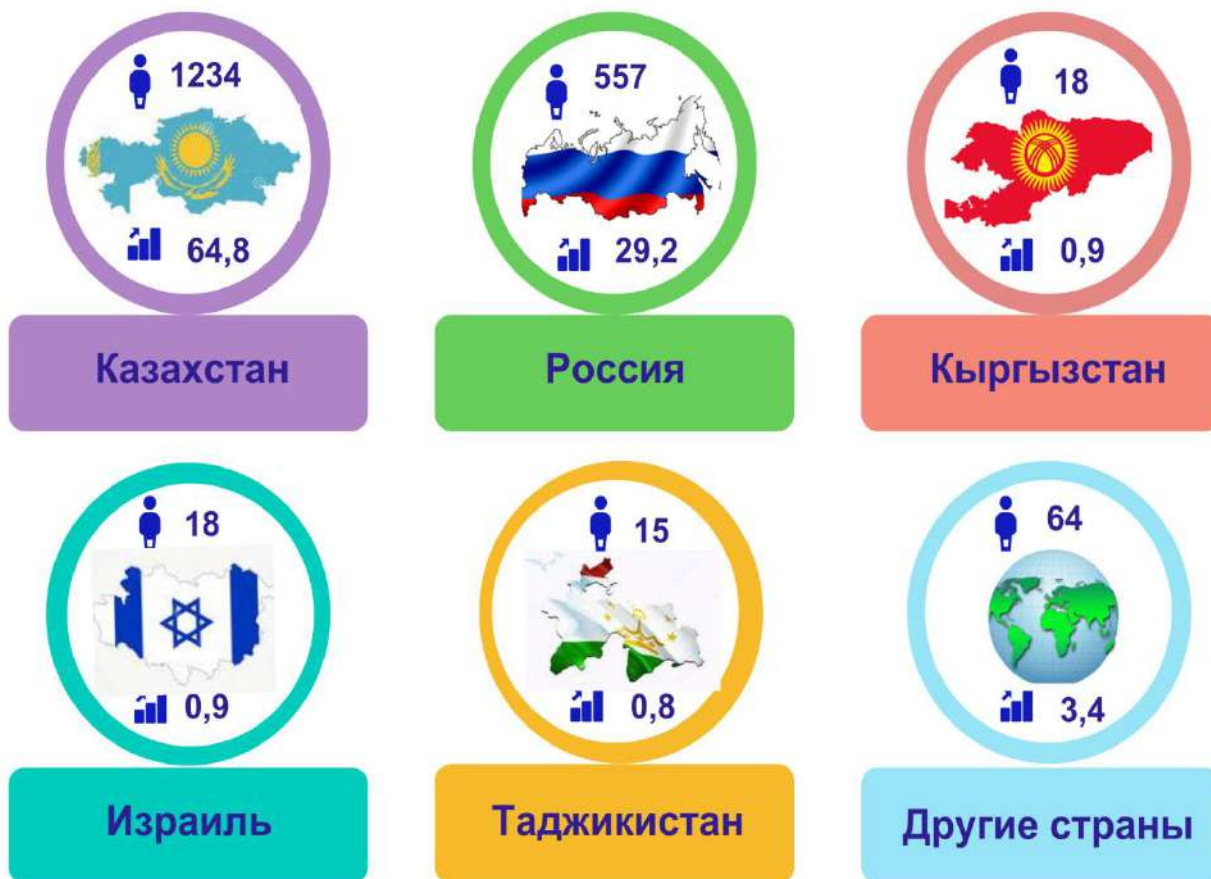 1234
64,8
Казахстан
557
29,2
Россия
18
0,9
Кыргызстан
18
0,9
Израиль
15
0,8
Таджикистан
64
3,4
Другие страны